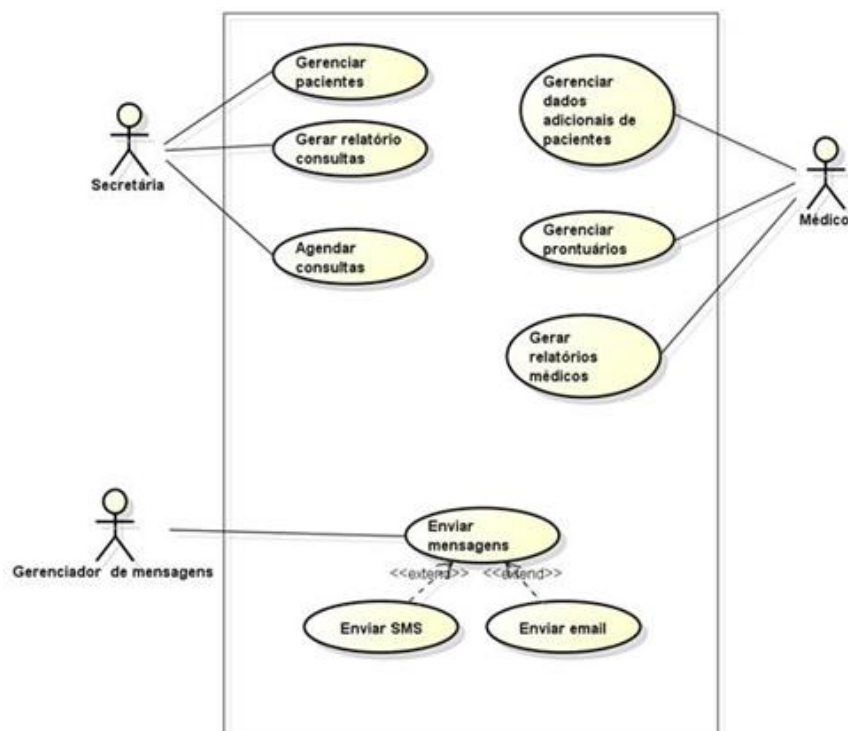 Gerenciar
pacientes
Gerenciar
dados
adicionais de
pacientes
Gerar relatório
consultas
Secretária
Médico
Agendar
consultas
Gerenciar
prontuários
Gerar
relatórios
médicos
Enviar
mensagens
Gerenciador de mensagens
<<extend>>
<<extend>>
Enviar SMS
Enviar email